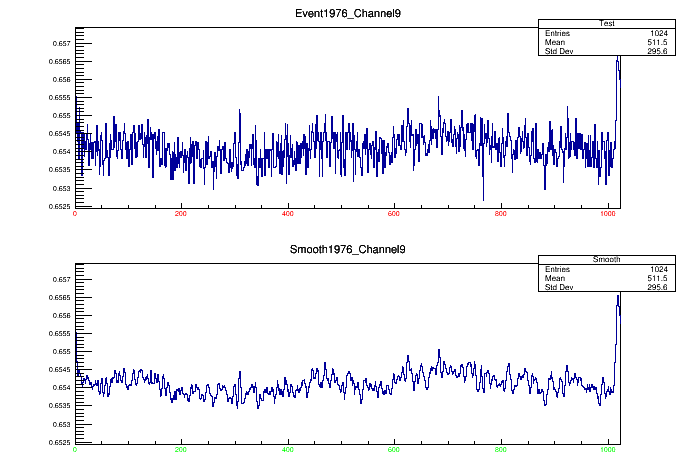 Event1976_Channel9
Test
Entries 1024
Mean 511.5
Std Dev 295.6
0.657
0.6565
0.656
0.6555
0.655
0.6545
0.654
0.6535
0.653
0.6525
0 200 400 600 800 1000
Smooth1976_Channel9
Smooth
Entries 1024
Mean 511.5
Std Dev 295.6
0.657
0.6565
0.656
0.6555
0.655
0.6545
0.654
0.6535
0.653
0.6525
0 200 400 600 800 1000